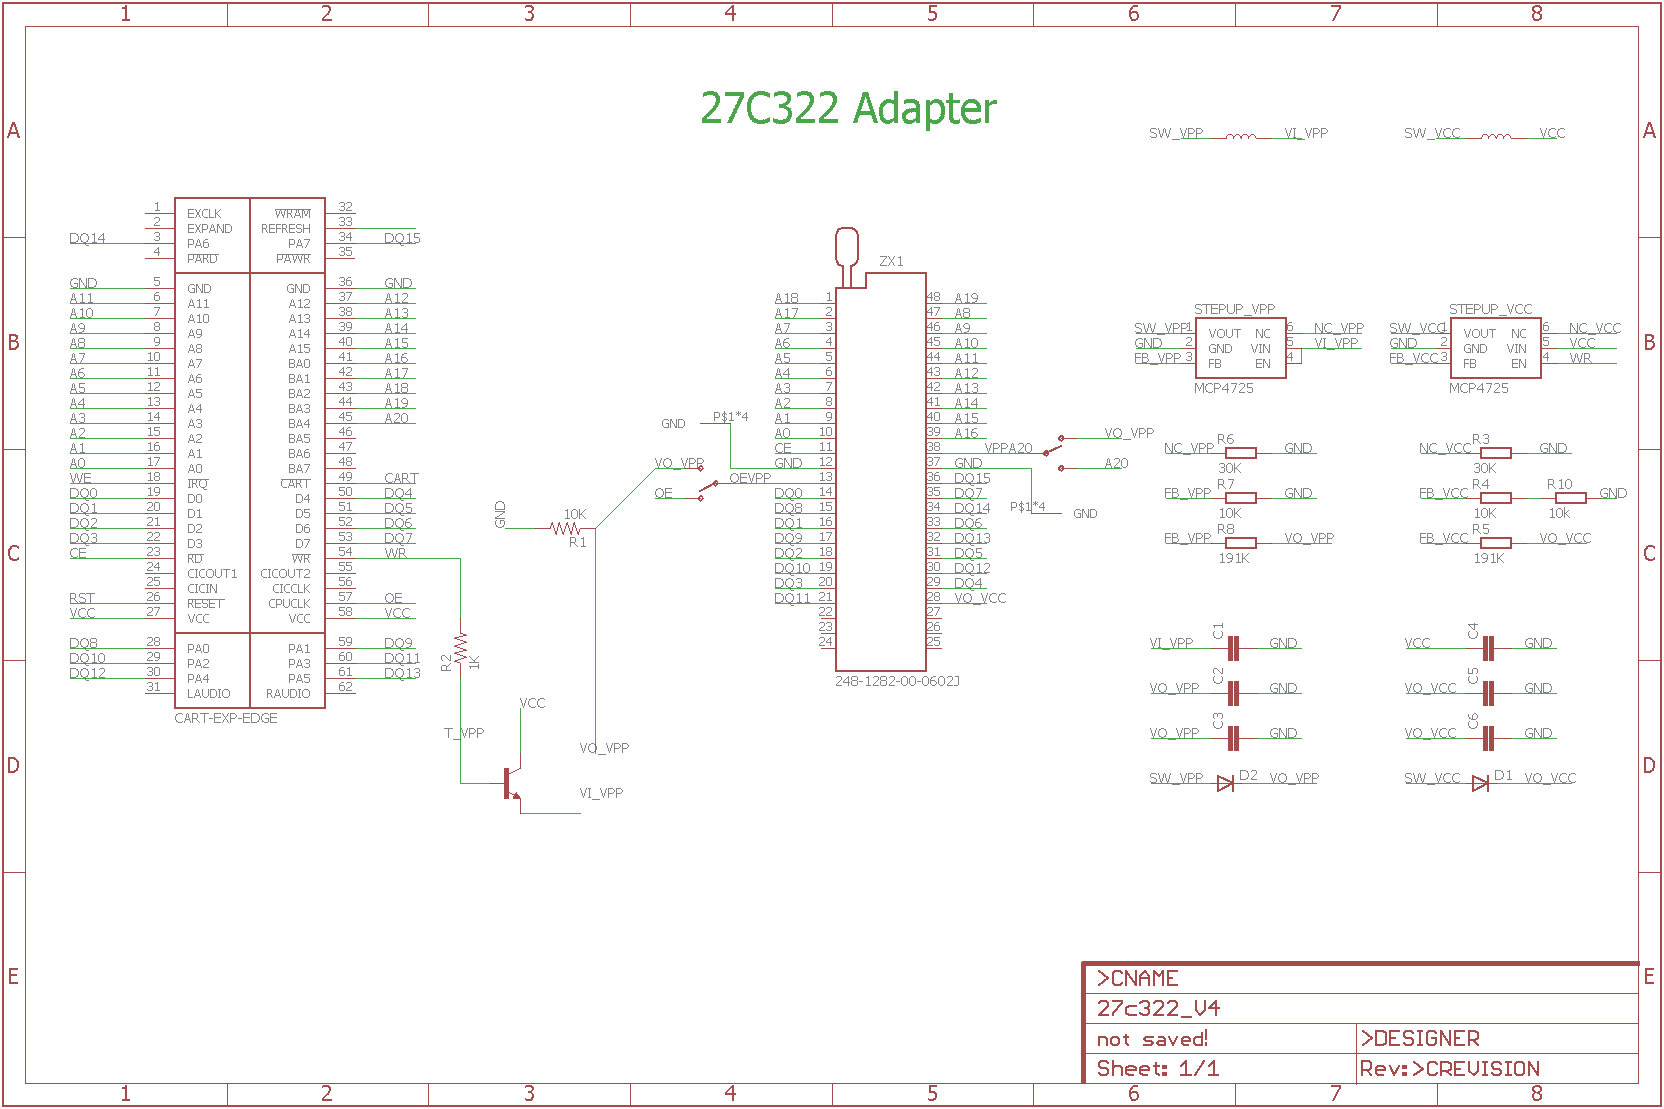 1 2 3 4 5 6 7 8
A A
B B
C C
D D
E E
27C322 Adapter
SW_VPP VI_VPP
SW_VCC VCC
1 EXCLK WRAM 32
2 EXPAND REFRESH 33
DQ14 3 PA6 PA7 34 DQ15
4 PARD PAWR 35
GND 5 GND GND 36 GND
A11 6 A11 A12 37 A12
A10 7 A10 A13 38 A13
A9 8 A9 A14 39 A14
A8 9 A8 A15 40 A15
A7 10 A7 BA0 41 A16
A6 11 A6 BA1 42 A17
A5 12 A5 BA2 43 A18
A4 13 A4 BA3 44 A19
A3 14 A3 BA4 45 A20
A2 15 A2 BA5 46
A1 16 A1 BA6 47
A0 17 A0 BA7 48
WE 18 IRQ CART 49 CART
DQ0 19 D0 D4 50 DQ4
DQ1 20 D1 D5 51 DQ5
DQ2 21 D2 D6 52 DQ6
DQ3 22 D3 D7 53 DQ7
CE 23 RD WR 54 WR
24 CICOUT1 CICOUT2 55
25 CICIN CICCLK 56
RST 26 RESET CPUCLK 57 OE
VCC 27 VCC VCC 58 VCC
DQ8 28 PA0 PA1 59 DQ9
DQ10 29 PA2 PA3 60 DQ11
DQ12 30 PA4 PA5 61 DQ13
31 LAUDIO RAUDIO 62
CART-EXP-EDGE
R2 1K
T_VPP
VCC
VO_VPP
VI_VPP
GND
10K
R1
VO_VPP
OE
OEVPP
GND
P$1*4
ZX1
A18 1 48 A19
A17 2 47 A8
A7 3 46 A9
A6 4 45 A10
A5 5 44 A11
A4 6 43 A12
A3 7 42 A13
A2 8 41 A14
A1 9 40 A15
A0 10 39 A16
CE 11 38 VPPA20
GND 12 37 GND
13 36 DQ15
DQ0 14 35 DQ7
DQ8 15 34 DQ14
DQ1 16 33 DQ6
DQ9 17 32 DQ13
DQ2 18 31 DQ5
DQ10 19 30 DQ12
DQ3 20 29 DQ4
DQ11 21 28 VO_VCC
22 27
23 26
24 25
248-1282-00-0602J
P$1*4
GND
VO_VPP
A20
STEPUP_VPP
SW_VPP 1 VOUT NC 6 NC_VPP
GND 2 GND VIN 5 VI_VPP
FB_VPP 3 FB EN 4
MCP4725
STEPUP_VCC
SW_VCC 1 VOUT NC 6 NC_VCC
GND 2 GND VIN 5 VCC
FB_VCC 3 FB EN 4 WR
MCP4725
NC_VPP R6 GND
30K
FB_VPP R7 GND
10K
FB_VPP R8 VO_VPP
191K
NC_VCC R3 GND
30K
FB_VCC R4 R10 GND
10K 10k
FB_VCC R5 VO_VCC
191K
VI_VPP C1 GND
VO_VPP C2 GND
VO_VPP C3 GND
SW_VPP D2 VO_VPP
VCC C4 GND
VO_VCC C5 GND
VO_VCC C6 GND
SW_VCC D1 VO_VCC
>CNAME
27c322_V4
not saved! >DESIGNER
Sheet: 1/1 Rev:>CREVISION
1 2 3 4 5 6 7 8